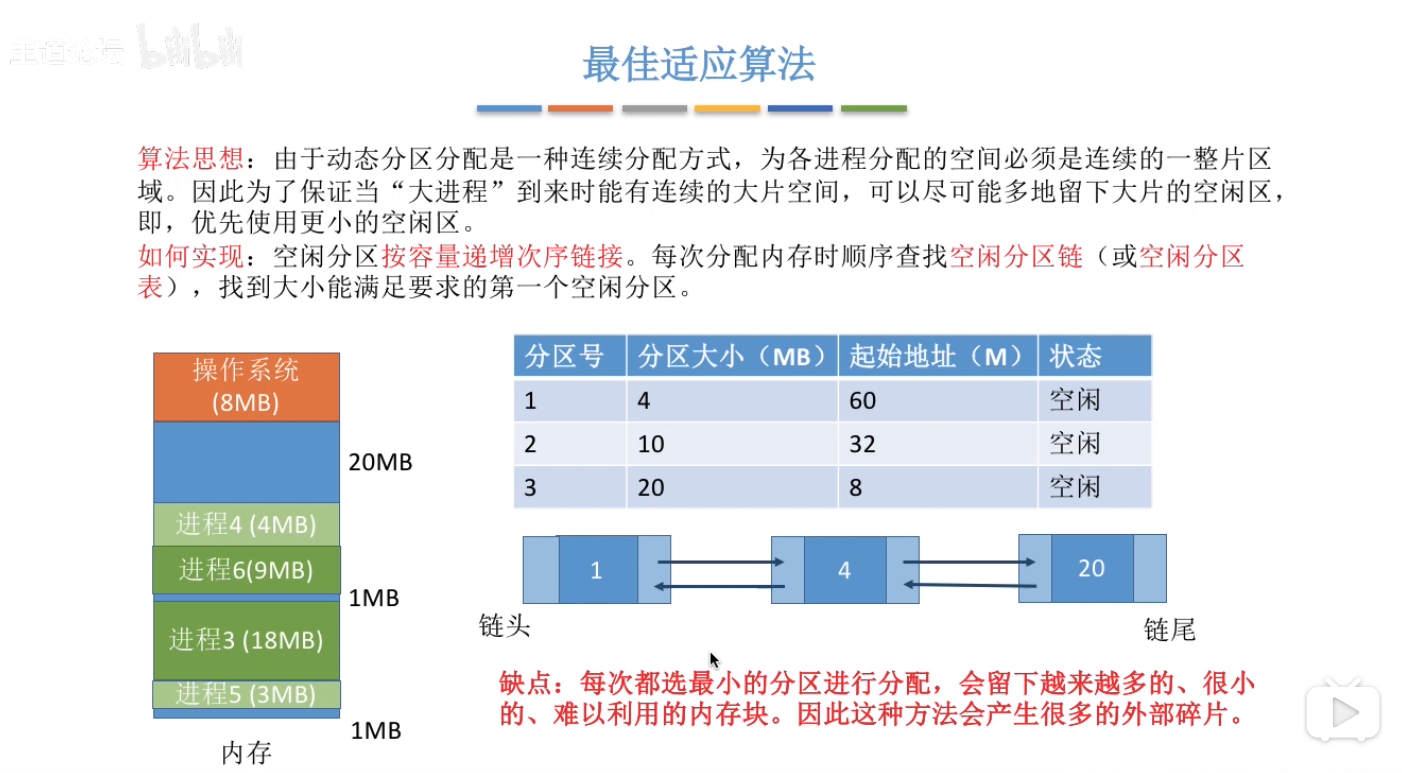 王道论坛 bilibili
最佳适应算法
算法思想：由于动态分区分配是一种连续分配方式，为各进程分配的空间必须是连续的一整片区
域。因此为了保证当“大进程”到来时能有连续的大片空间，可以尽可能多地留下大片的空闲区，
即，优先使用更小的空闲区。
如何实现：空闲分区按容量递增次序链接。每次分配内存时顺序查找空闲分区链（或空闲分区
表），找到大小能满足要求的第一个空闲分区。
操作系统
(8MB)
20MB
进程4 (4MB)
进程6(9MB)
1MB
进程3 (18MB)
进程5 (3MB)
1MB
内存
分区号 分区大小（MB） 起始地址（M） 状态
1 4 60 空闲
2 10 32 空闲
3 20 8 空闲
1 4 20
链头 链尾
缺点：每次都选最小的分区进行分配，会留下越来越多的、很小
的、难以利用的内存块。因此这种方法会产生很多的外部碎片。